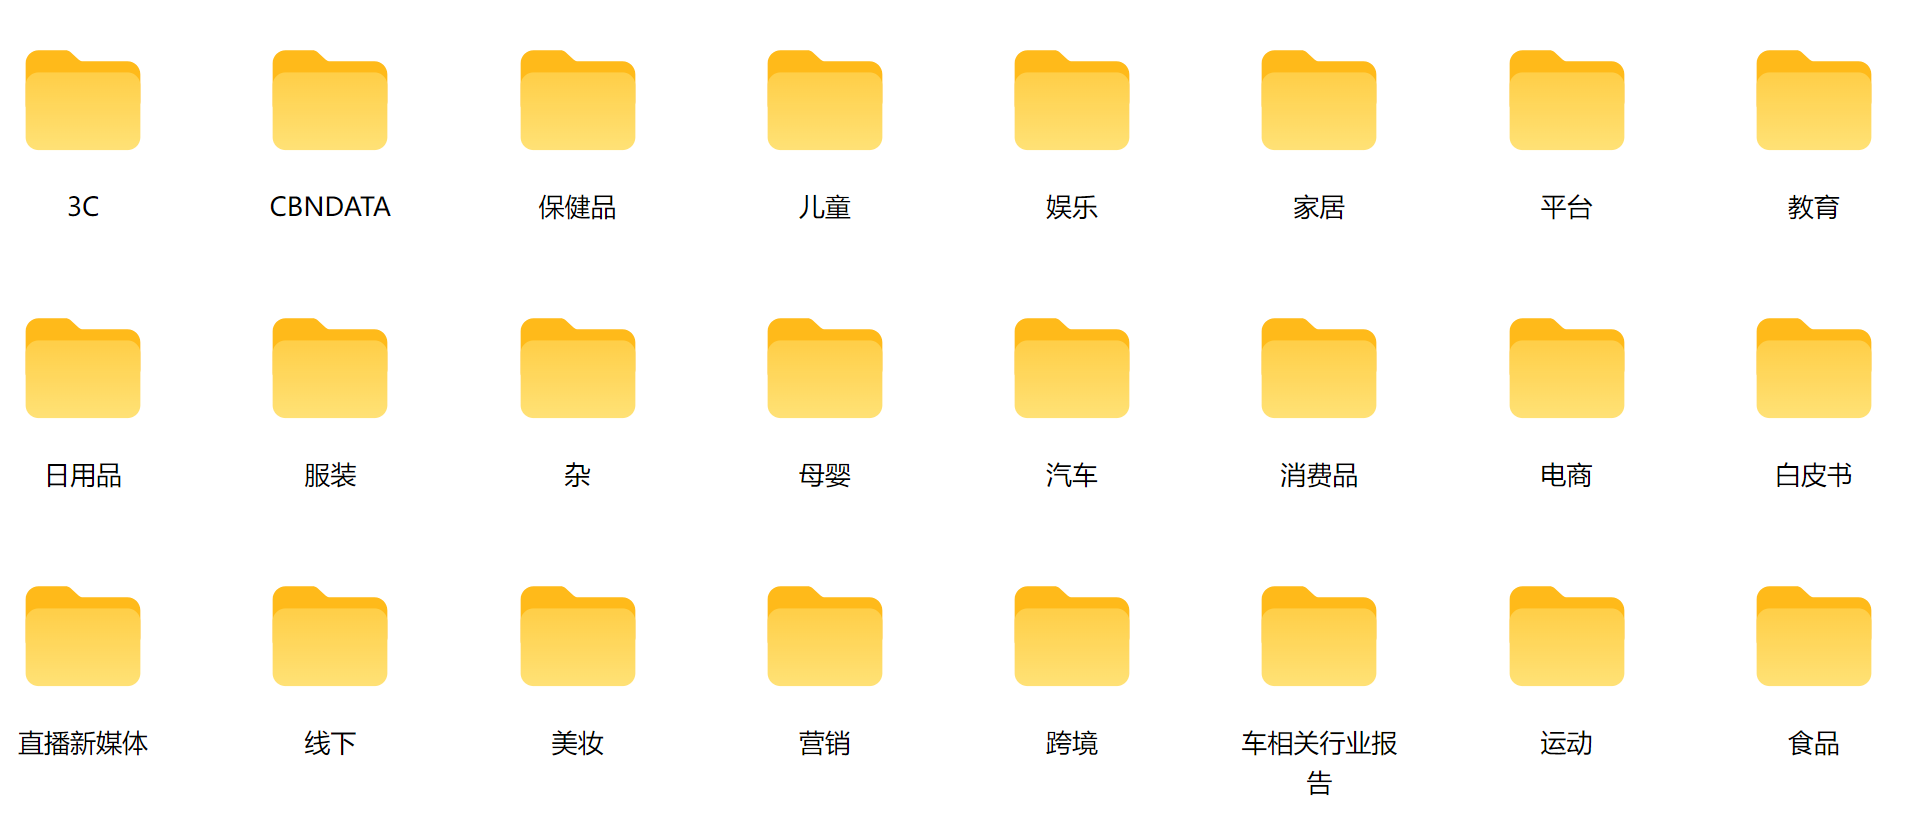 3C
CBNDATA
保健品
儿童
娱乐
家居
平台
教育
日用品
服装
杂
母婴
汽车
消费品
电商
白皮书
直播新媒体
线下
美妆
营销
跨境
车相关行业报
告
运动
食品